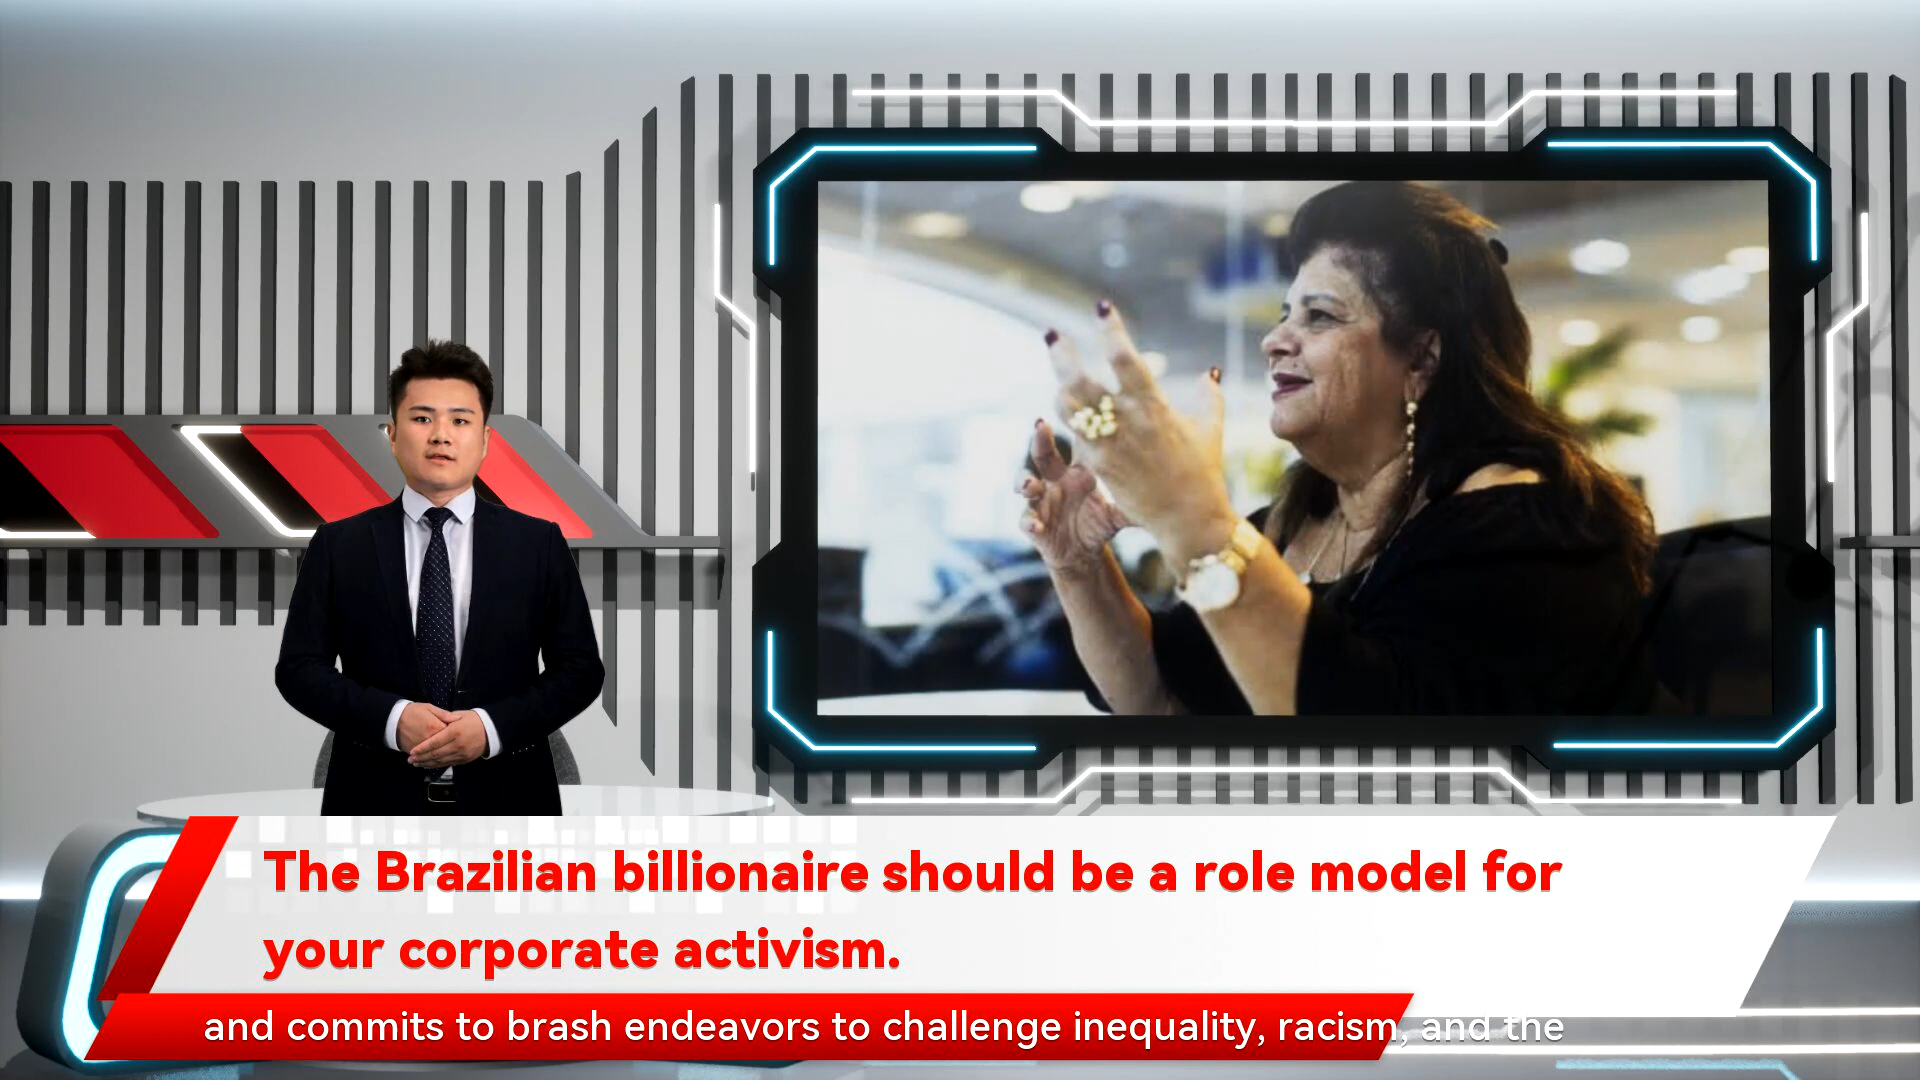 The Brazilian billionaire should be a role model for
your corporate activism.
and commits to brash endeavors to challenge inequality, racism, and the